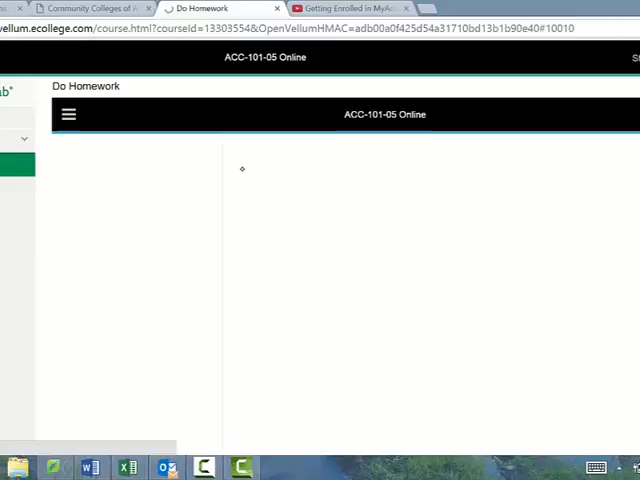 Community Colleges of
Do Homework
Getting Enrolled in MyAcc
vellum.ecollege.com/course.html?courseId=13303554&OpenVellumHMAC=adb00a0f425d54a31710bd13b1b90e40#10010
ACC-101-05 Online
Do Homework
ACC-101-05 Online